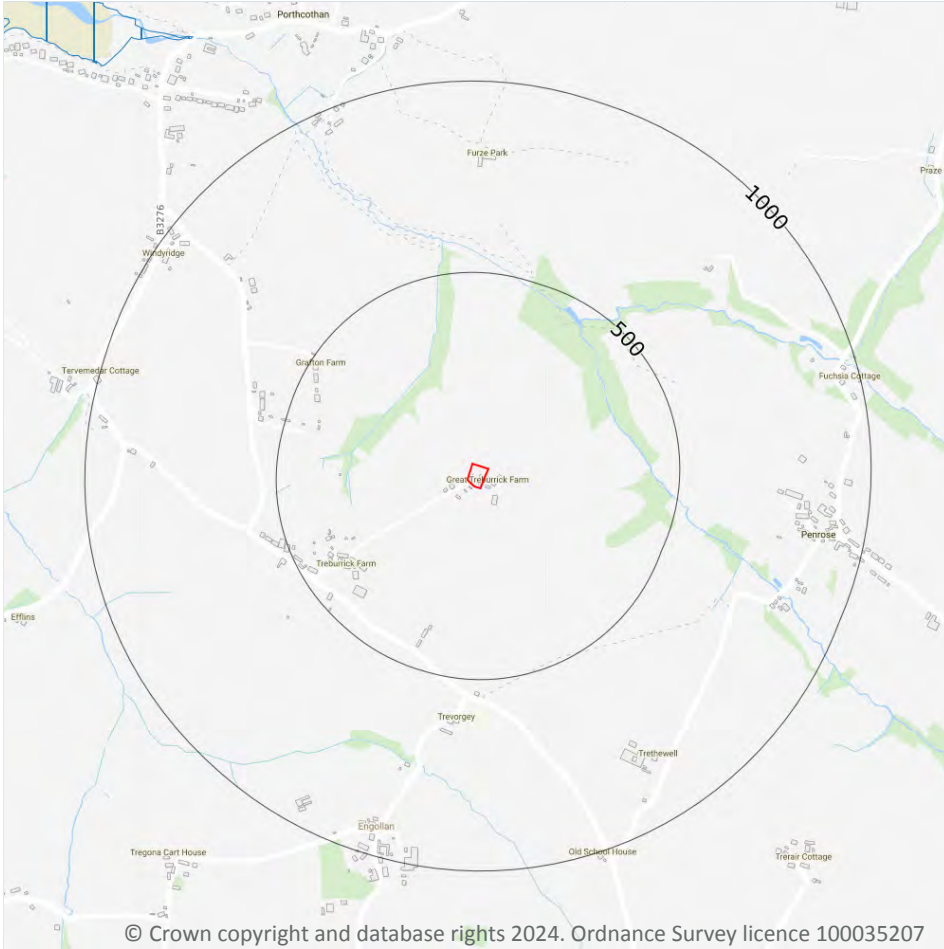 Porthcothan
Furze Park
Praze
1000
B3276
Windyridge
500
Grafton Farm
Tervemedar Cottage
Fuchsia Cottage
Great Treburrick Farm
Penrose
Treburrick Farm
Efflins
Trevorgey
Trethewell
Engollan
Tregona Cart House
Old School House
Trerair Cottage
© Crown copyright and database rights 2024. Ordnance Survey licence 100035207